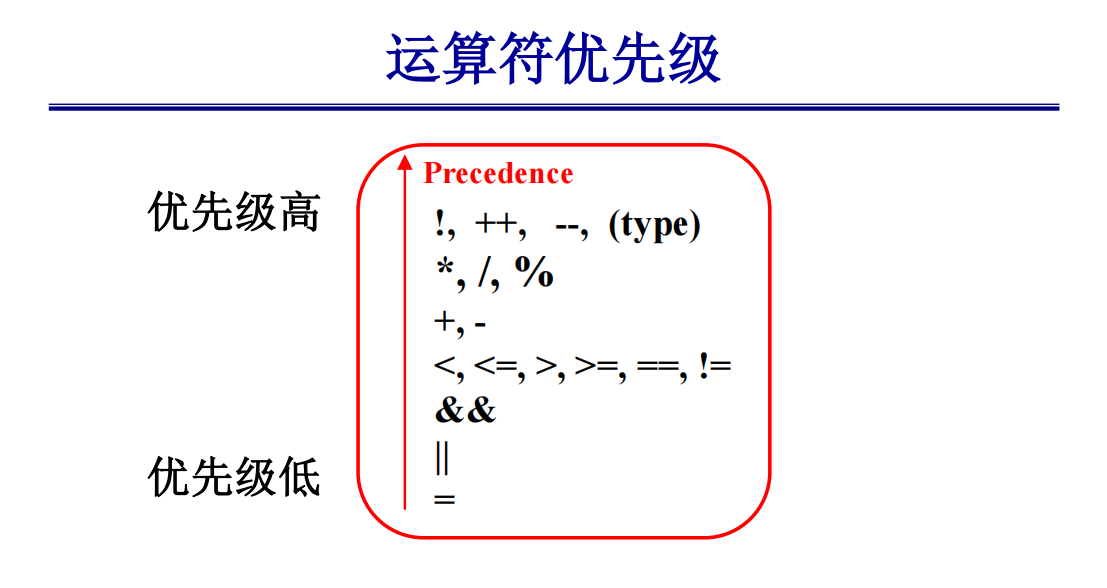 运算符优先级
Precedence
优先级高
!, ++, --, (type)
*, /, %
+, -
<, <=, >, >=, ==, !=
&&
||
优先级低
=